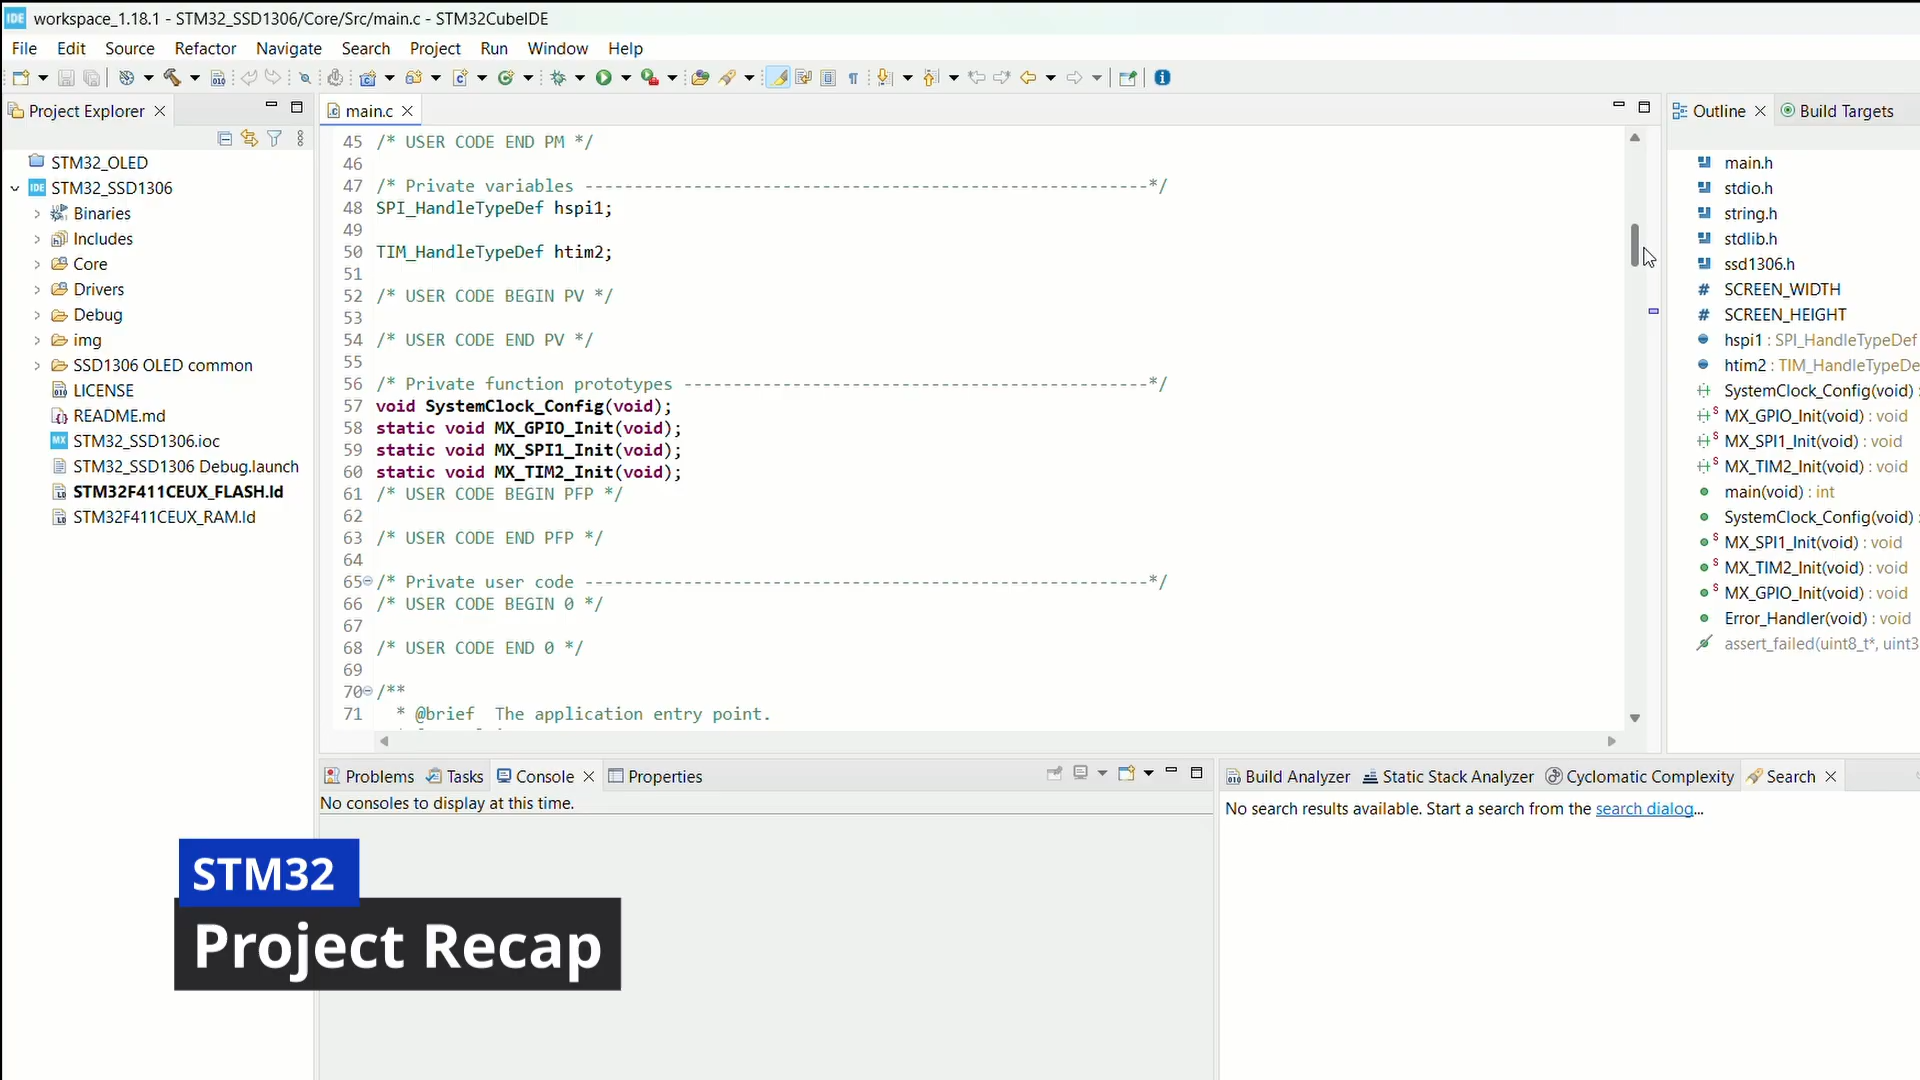 workspace_1.18.1 - STM32_SSD1306/Core/Src/main.c - STM32CubeIDE
File Edit Source Refactor Navigate Search Project Run Window Help
Project Explorer
STM32_OLED
STM32_SSD1306
Binaries
Includes
Core
Drivers
Debug
img
SSD1306 OLED common
LICENSE
README.md
STM32_SSD1306.ioc
STM32_SSD1306 Debug.launch
STM32F411CEUX_FLASH.ld
STM32F411CEUX_RAM.ld
main.c
45 /* USER CODE END PM */
46
47 /* Private variables ---------------------------------------------------------*/
48 SPI_HandleTypeDef hspi1;
49
50 TIM_HandleTypeDef htim2;
51
52 /* USER CODE BEGIN PV */
53
54 /* USER CODE END PV */
55
56 /* Private function prototypes -----------------------------------------------*/
57 void SystemClock_Config(void);
58 static void MX_GPIO_Init(void);
59 static void MX_SPI1_Init(void);
60 static void MX_TIM2_Init(void);
61 /* USER CODE BEGIN PFP */
62
63 /* USER CODE END PFP */
64
65 /* Private user code ---------------------------------------------------------*/
66 /* USER CODE BEGIN 0 */
67
68 /* USER CODE END 0 */
69
70 /**
71 * @brief The application entry point.
Outline Build Targets
main.h
stdio.h
string.h
stdlib.h
ssd1306.h
SCREEN_WIDTH
SCREEN_HEIGHT
hspi1 : SPI_HandleTypeDef
htim2 : TIM_HandleTypeDe
SystemClock_Config(void) :
MX_GPIO_Init(void) : void
MX_SPI1_Init(void) : void
MX_TIM2_Init(void) : void
main(void) : int
SystemClock_Config(void) :
MX_SPI1_Init(void) : void
MX_TIM2_Init(void) : void
MX_GPIO_Init(void) : void
Error_Handler(void) : void
assert_failed(uint8_t*, uint3
Problems Tasks Console Properties
No consoles to display at this time.
Build Analyzer Static Stack Analyzer Cyclomatic Complexity Search
No search results available. Start a search from the search dialog...
STM32
Project Recap